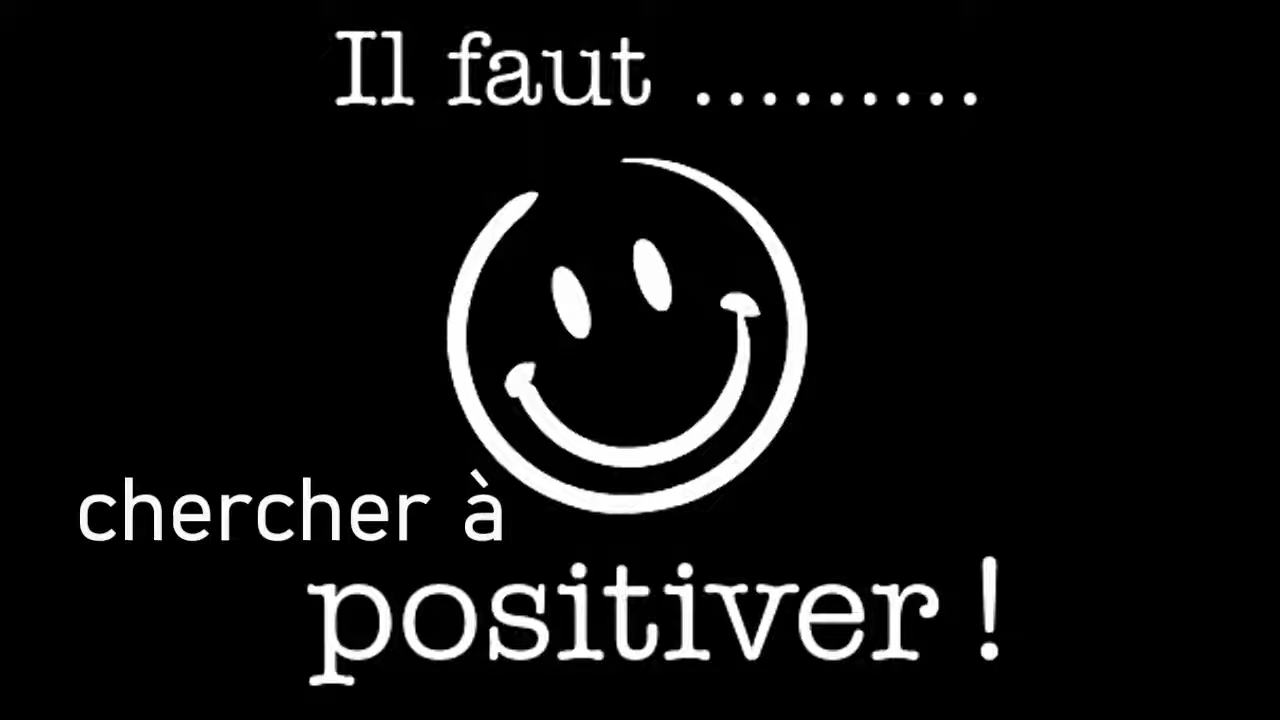 Il faut .........
chercher à
positiver !